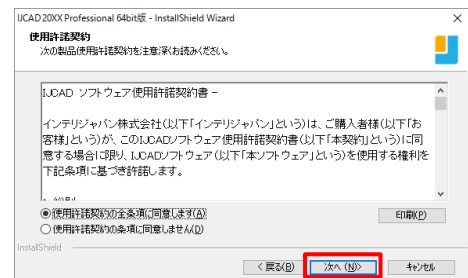 IJCAD 20XX Professional 64bit版 - InstallShield Wizard
使用許諾契約
次の製品使用許諾契約を注意深くお読みください。
IJCAD ソフトウェア使用許諾契約書 –
インテリジャパン株式会社(以下「インテリジャパン」という)は、ご購入者様(以下「お
客様」という)が、このIJCADソフトウェア使用許諾契約書(以下「本契約」という)に同
意する場合に限り、IJCADソフトウェア(以下「本ソフトウェア」という)を使用する権利を
下記条項に基づき許諾します。
使用許諾契約の全条項に同意します(A)
使用許諾契約の条項に同意しません(D)
印刷(P)
InstallShield
< 戻る(B)
次へ (N)>
キャンセル